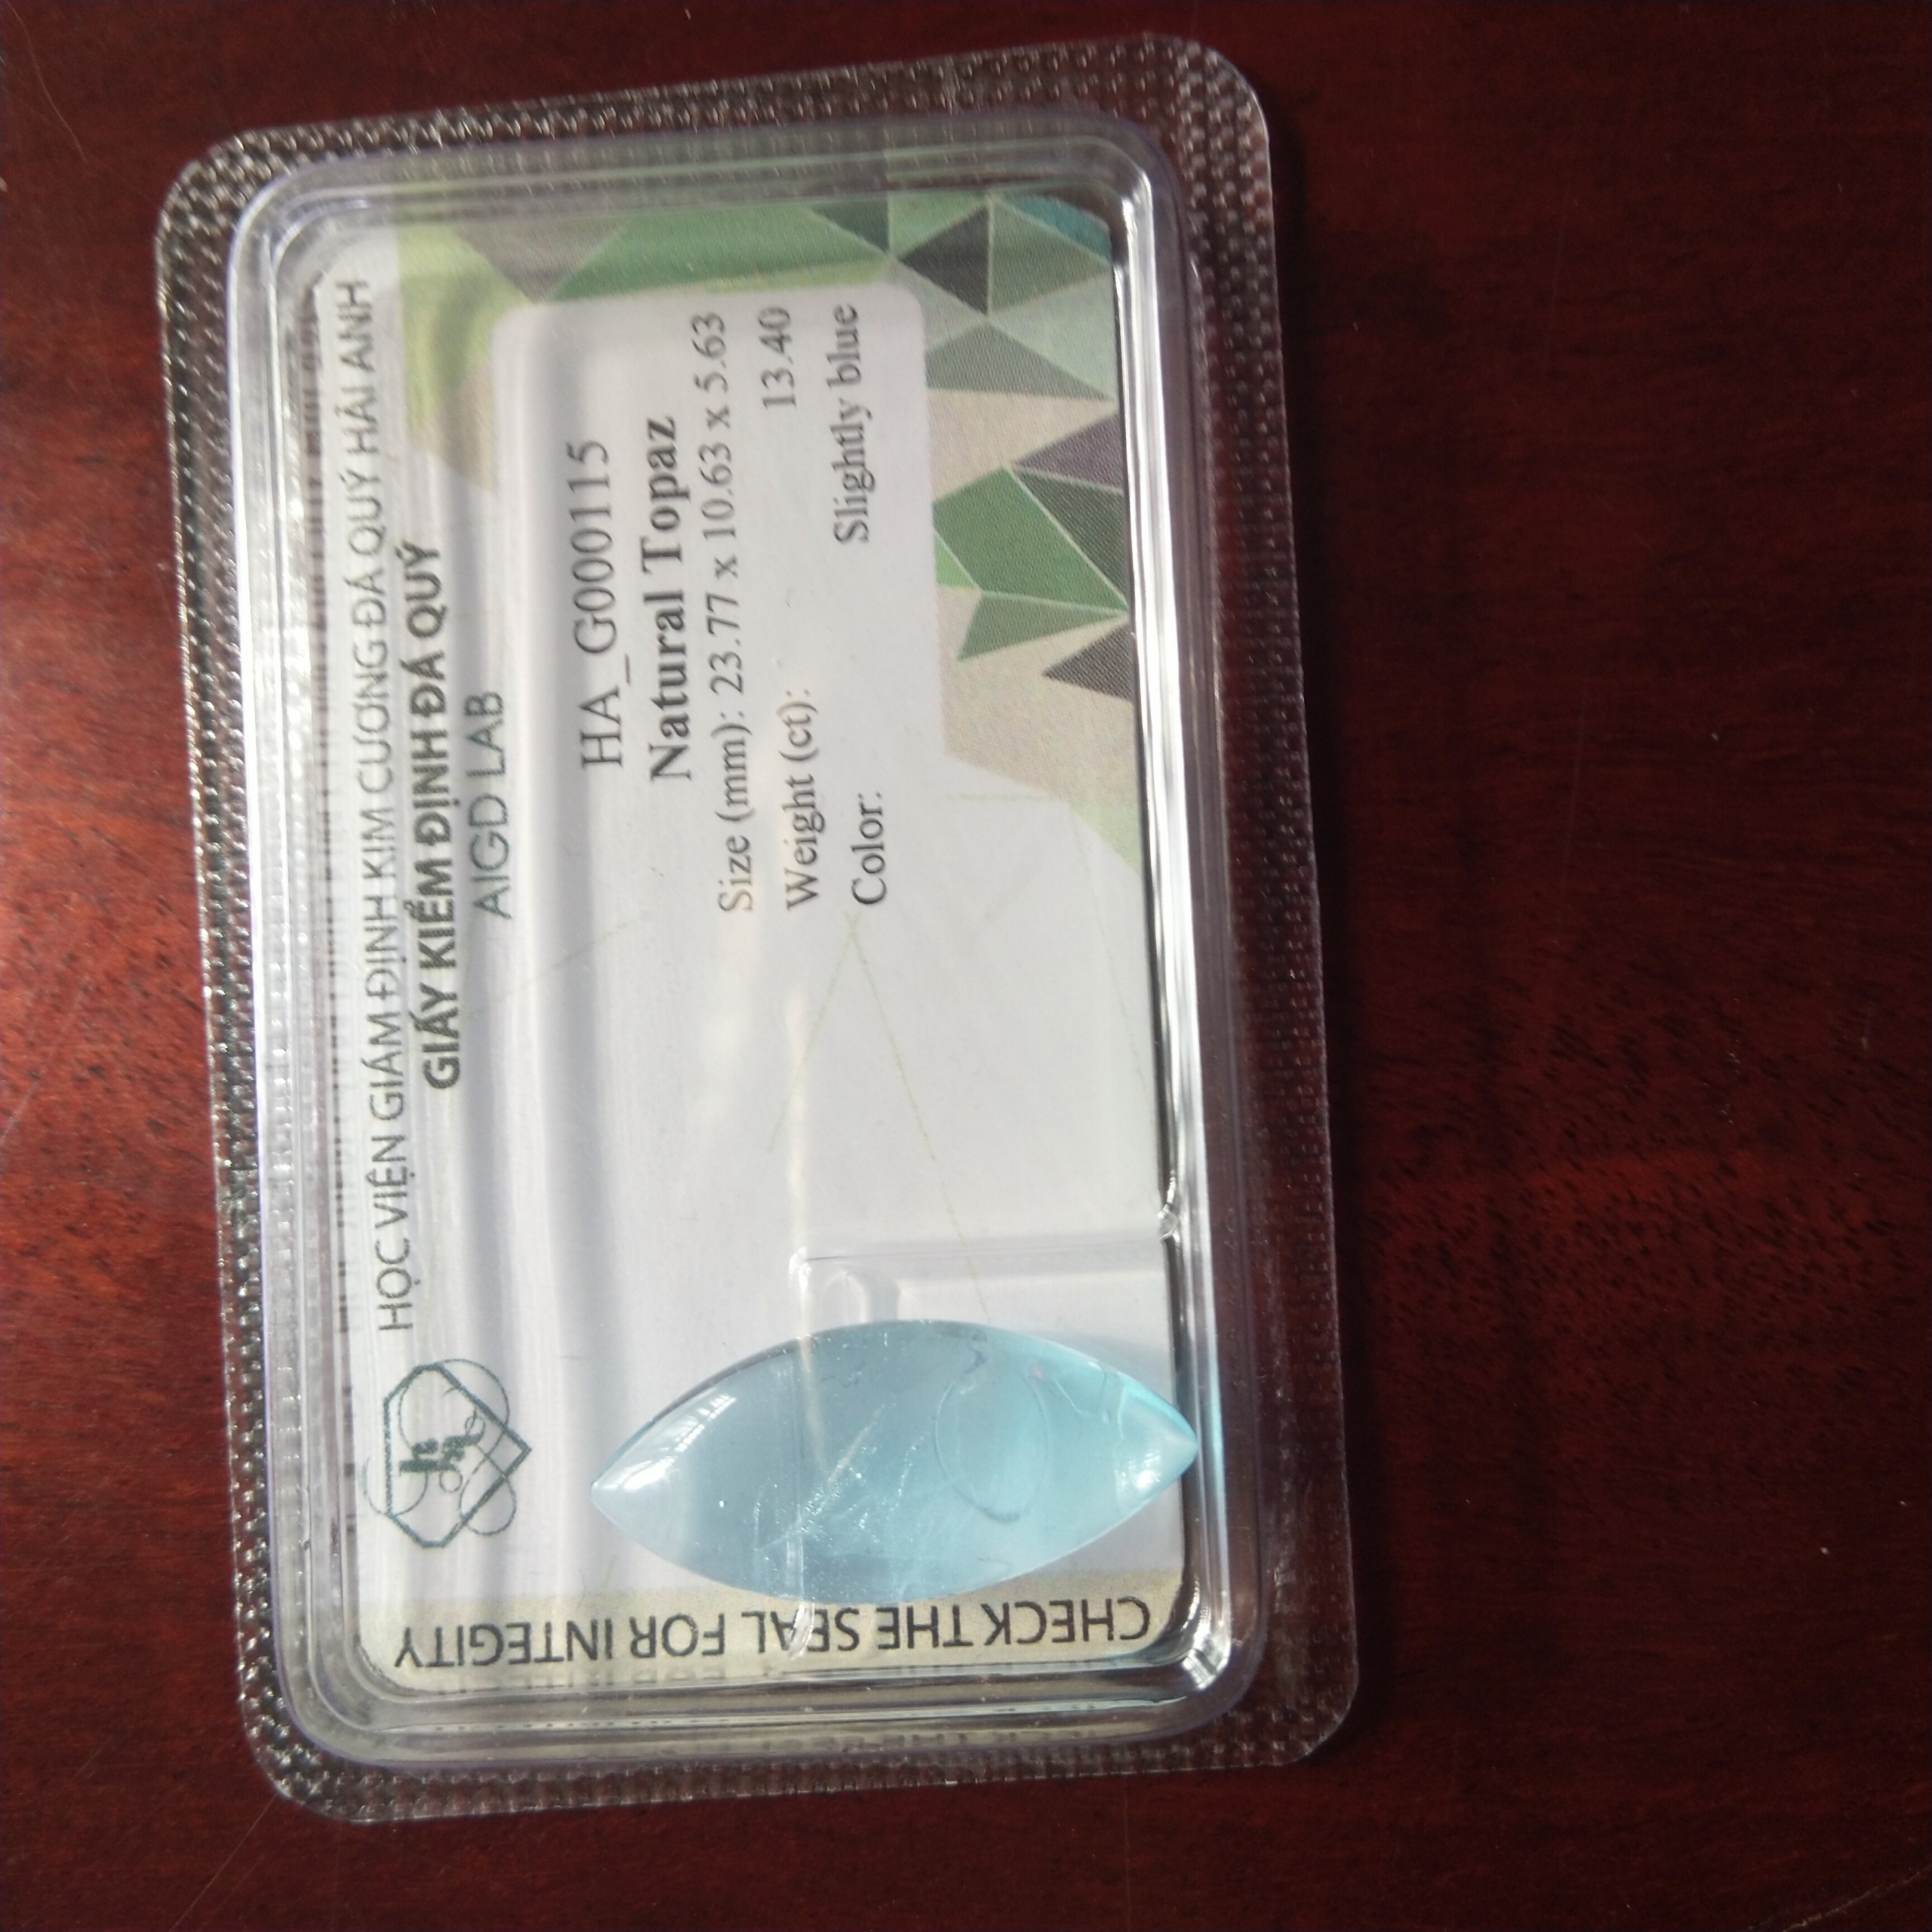 HỌC VIỆN GIÁM ĐỊNH KIM CƯƠNG ĐÁ QUÝ HẢI ANH
GIẤY KIỂM ĐỊNH ĐÁ QUÝ
AIGD LAB
HA_G000115
Natural Topaz
Size (mm): 23.77 x 10.63 x 5.63
Weight (ct): 13.40
Color: Slightly blue
CHECK THE SEAL FOR INTEGITY